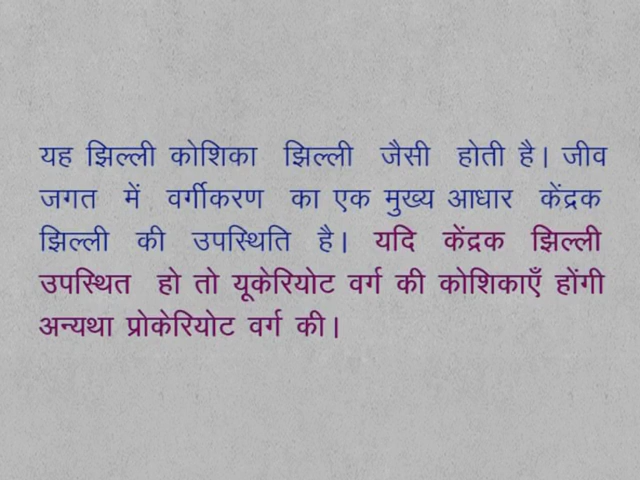 यह झिल्ली कोशिका झिल्ली जैसी होती है। जीव
जगत में वर्गीकरण का एक मुख्य आधार केंद्रक
झिल्ली की उपस्थिति है। यदि केंद्रक झिल्ली
उपस्थित हो तो यूकेरियोट वर्ग की कोशिकाएँ होंगी
अन्यथा प्रोकेरियोट वर्ग की।